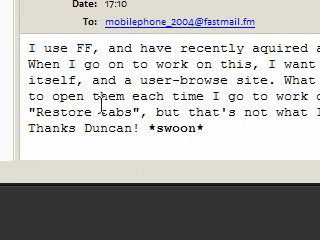 Date: 17:10
To: mobilephone_2004@fastmail.fm
I use FF, and have recently aquired a
When I go on to work on this, I want
itself, and a user-browse site. What
to open them each time I go to work o
"Restore tabs", but that's not what I
Thanks Duncan! *swoon*